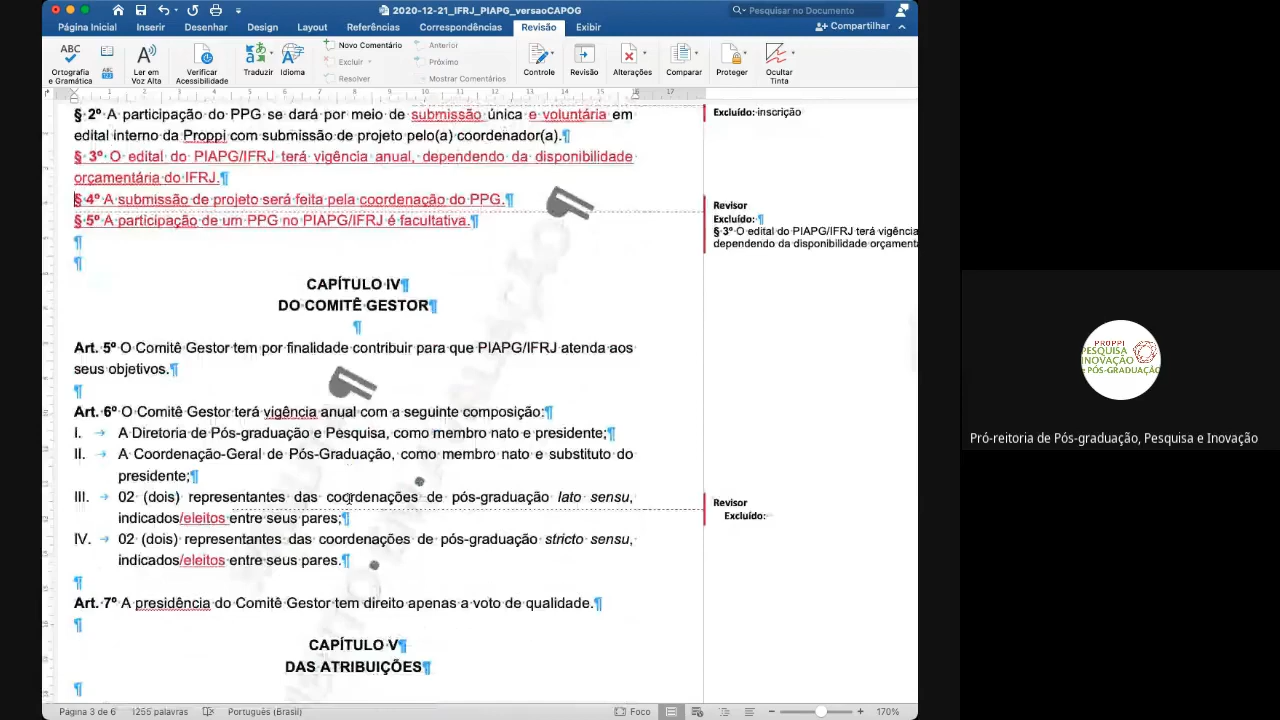 2020-12-21_IFRJ_PIAPG_versaoCAPOG
Pesquisar no Documento
Página Inicial Inserir Desenhar Design Layout Referências Correspondências Revisão Exibir
Compartilhar
ABC
Ortografia e Gramática
ABC 123
Ler em Voz Alta
Verificar Acessibilidade
Traduzir
Idioma
Novo Comentário
Excluir
Resolver
Anterior
Próximo
Mostrar Comentários
Controle
Revisão
Alterações
Comparar
Proteger
Ocultar Tinta
§ 2º A participação do PPG se dará por meio de submissão única e voluntária em
edital interno da Proppi com submissão de projeto pelo(a) coordenador(a).¶
§ 3º O edital do PIAPG/IFRJ terá vigência anual, dependendo da disponibilidade
orçamentária do IFRJ.¶
§ 4º A submissão de projeto será feita pela coordenação do PPG.¶
§ 5º A participação de um PPG no PIAPG/IFRJ é facultativa.¶
¶
¶
CAPÍTULO IV¶
DO COMITÊ GESTOR¶
¶
Art. 5º O Comitê Gestor tem por finalidade contribuir para que PIAPG/IFRJ atenda aos
seus objetivos.¶
¶
Art. 6º O Comitê Gestor terá vigência anual com a seguinte composição:¶
I. → A Diretoria de Pós-graduação e Pesquisa, como membro nato e presidente;¶
II. → A Coordenação-Geral de Pós-Graduação, como membro nato e substituto do
presidente;¶
III. → 02 (dois) representantes das coordenações de pós-graduação lato sensu,
indicados/eleitos entre seus pares;¶
IV. → 02 (dois) representantes das coordenações de pós-graduação stricto sensu,
indicados/eleitos entre seus pares.¶
¶
Art. 7º A presidência do Comitê Gestor tem direito apenas a voto de qualidade.¶
¶
CAPÍTULO V¶
DAS ATRIBUIÇÕES¶
¶
Excluído: inscrição
Revisor
Excluído: ¶
§ 3º O edital do PIAPG/IFRJ terá vigência
dependendo da disponibilidade orçament
Revisor
Excluído:
Página 3 de 6 1255 palavras Português (Brasil) Foco 170%
PROPPI
PESQUISA
INOVAÇÃO
e PÓS-GRADUAÇÃO
Pró-reitoria de Pós-graduação, Pesquisa e Inovação